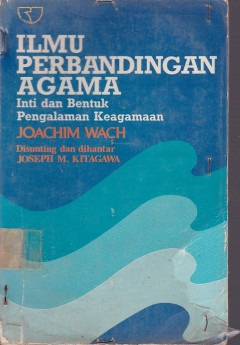 ILMU
PERBANDINGAN
AGAMA
Inti dan Bentuk
Pengalaman Keagamaan
JOACHIM WACH
Disunting dan dihantar
JOSEPH M. KITAGAWA